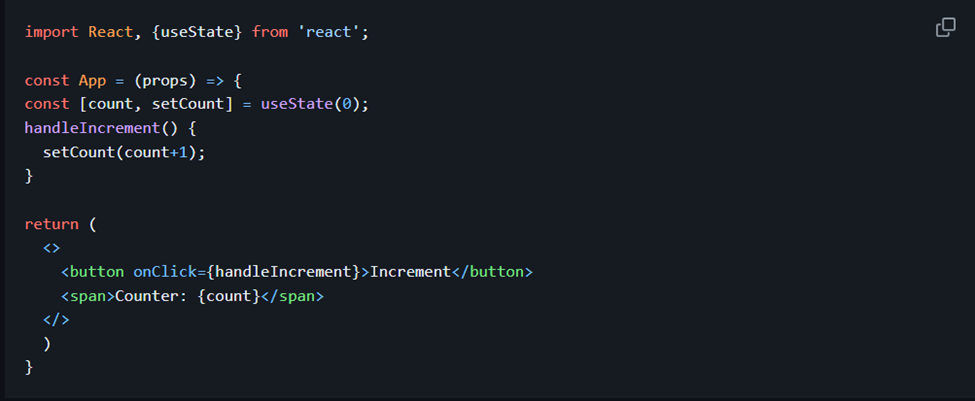 import React, {useState} from 'react';
const App = (props) => {
const [count, setCount] = useState(0);
handleIncrement() {
setCount(count+1);
}
return (
<>
<button onClick={handleIncrement}>Increment</button>
<span>Counter: {count}</span>
</>
)
}